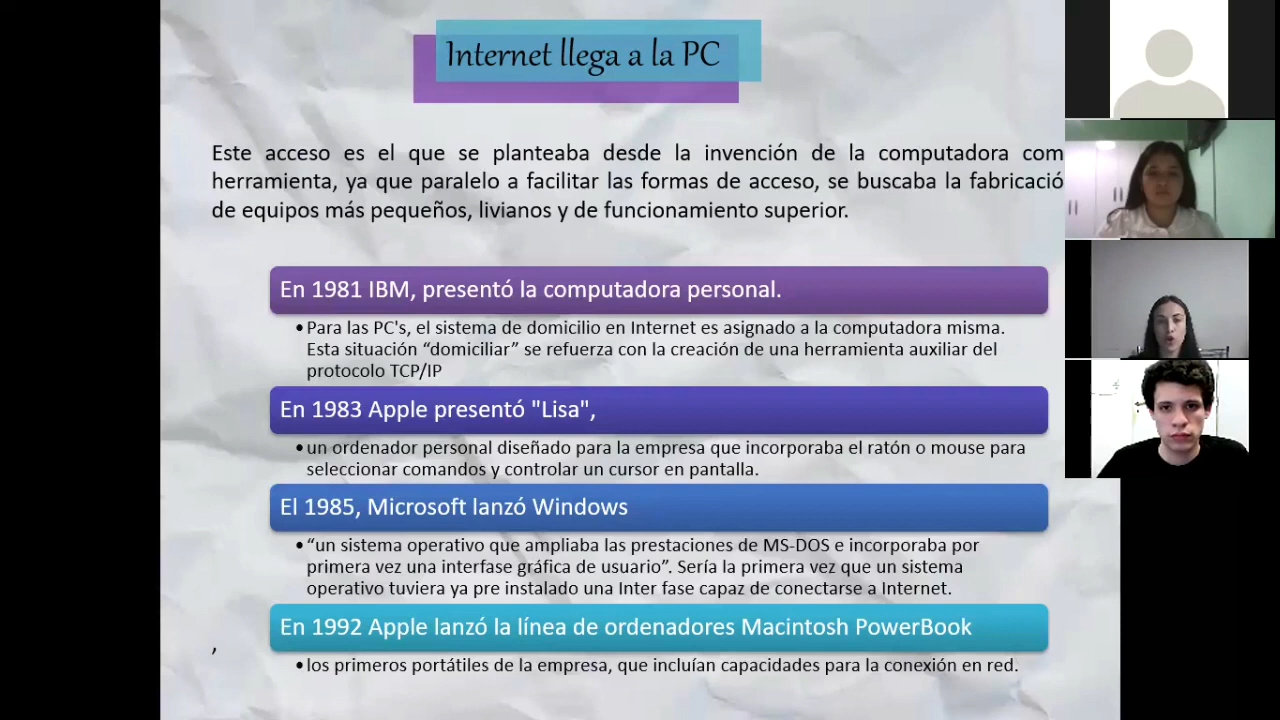 Internet llega a la PC
Este acceso es el que se planteaba desde la invención de la computadora com
herramienta, ya que paralelo a facilitar las formas de acceso, se buscaba la fabricació
de equipos más pequeños, livianos y de funcionamiento superior.
En 1981 IBM, presentó la computadora personal.
•Para las PC's, el sistema de domicilio en Internet es asignado a la computadora misma.
Esta situación “domiciliar” se refuerza con la creación de una herramienta auxiliar del
protocolo TCP/IP
En 1983 Apple presentó "Lisa",
•un ordenador personal diseñado para la empresa que incorporaba el ratón o mouse para
seleccionar comandos y controlar un cursor en pantalla.
El 1985, Microsoft lanzó Windows
•“un sistema operativo que ampliaba las prestaciones de MS-DOS e incorporaba por
primera vez una interfase gráfica de usuario”. Sería la primera vez que un sistema
operativo tuviera ya pre instalado una Inter fase capaz de conectarse a Internet.
En 1992 Apple lanzó la línea de ordenadores Macintosh PowerBook
,
•los primeros portátiles de la empresa, que incluían capacidades para la conexión en red.